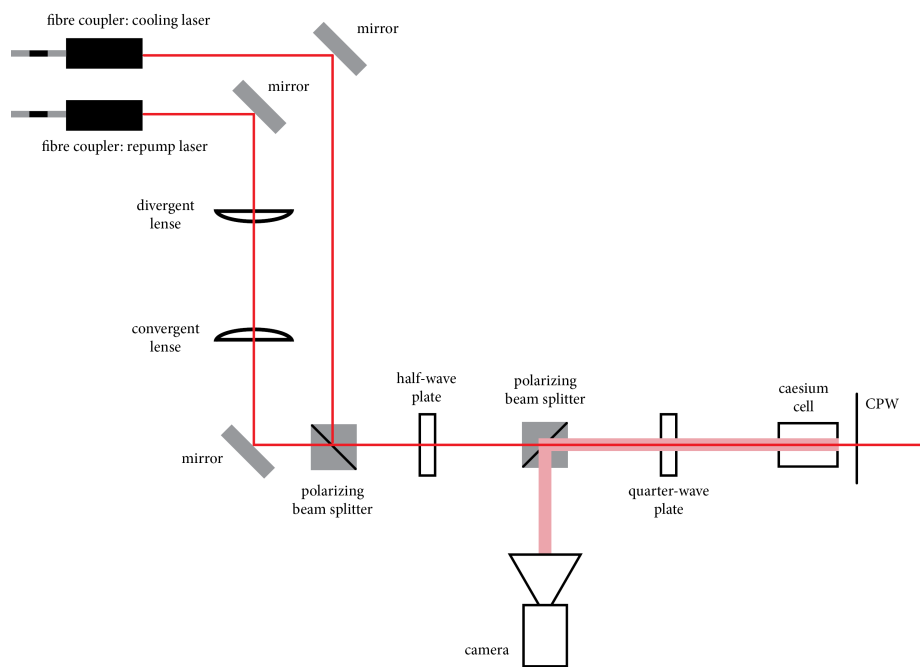 fibre coupler: cooling laser
mirror
mirror
fibre coupler: repump laser
divergent
lense
convergent
lense
half-wave
plate
polarizing
beam splitter
caesium
cell
CPW
mirror
polarizing
beam splitter
quarter-wave
plate
camera